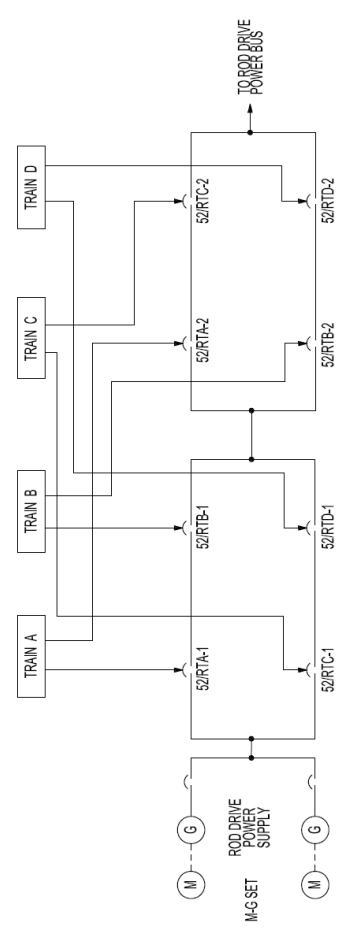 TRAIN A
TRAIN B
TRAIN C
TRAIN D
52/RTA-1
52/RTB-1
52/RTA-2
52/RTC-2
TO ROD DRIVE
POWER BUS
M
G
ROD DRIVE
POWER
SUPPLY
M-G SET
M
G
52/RTC-1
52/RTD-1
52/RTB-2
52/RTD-2